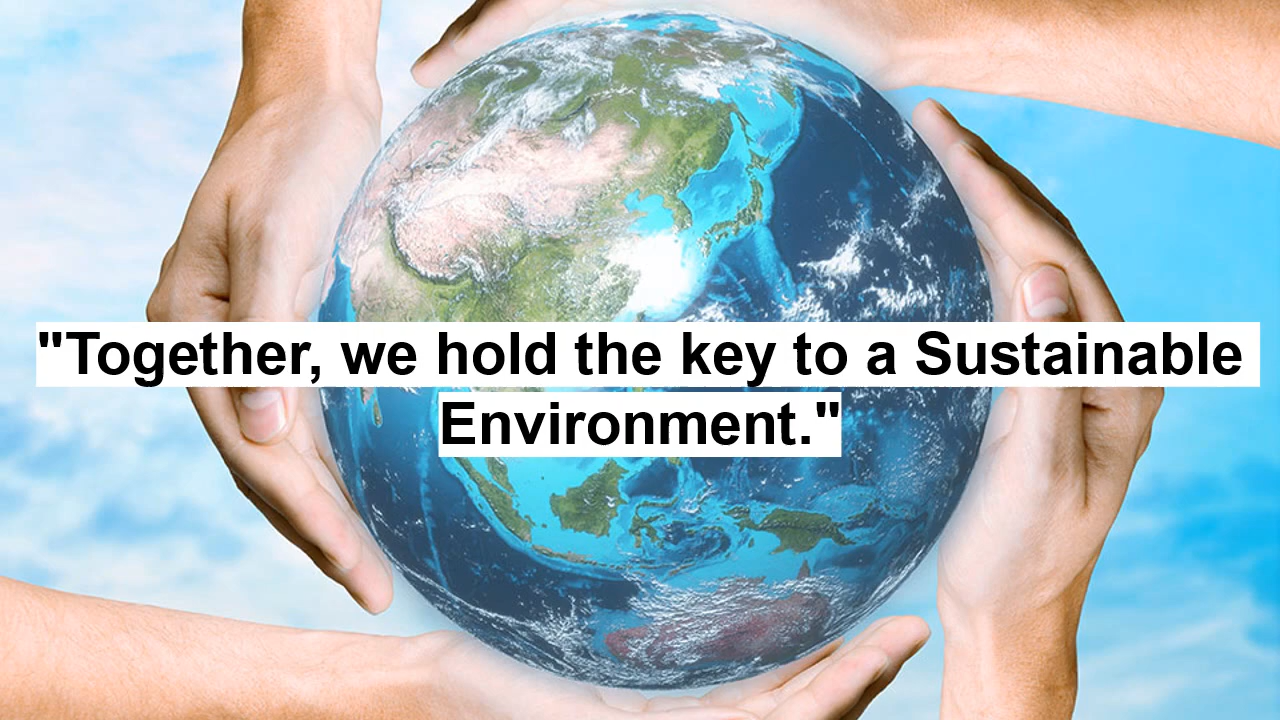 "Together, we hold the key to a Sustainable
Environment."